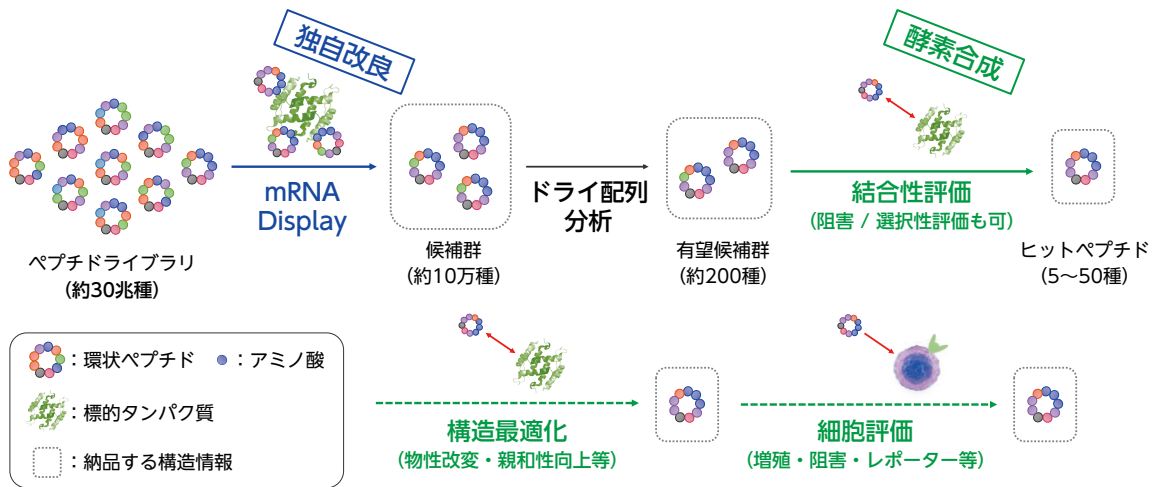 独自改良
酵素合成
mRNA
Display
ドライ配列
分析
結合性評価
(阻害 / 選択性評価も可)
ペプチドライブラリ
(約30兆種)
候補群
(約10万種)
有望候補群
(約200種)
ヒットペプチド
(5〜50種)
:環状ペプチド
:アミノ酸
:標的タンパク質
:納品する構造情報
構造最適化
(物性改変・親和性向上等)
細胞評価
(増殖・阻害・レポーター等)